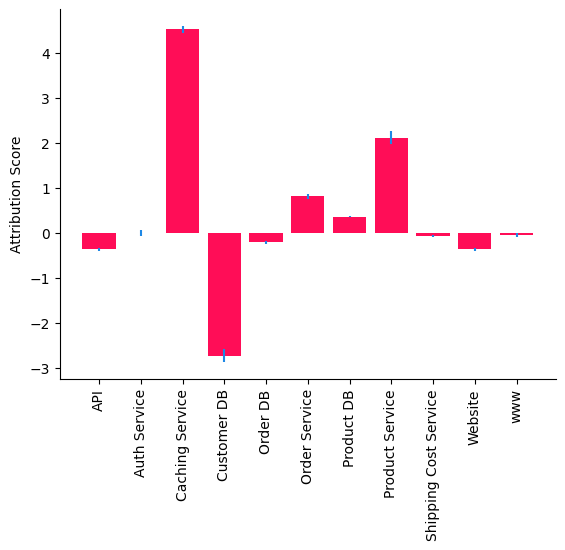 Attribution Score
4
3
2
1
0
−1
−2
−3
API
Auth Service
Caching Service
Customer DB
Order DB
Order Service
Product DB
Product Service
Shipping Cost Service
Website
www